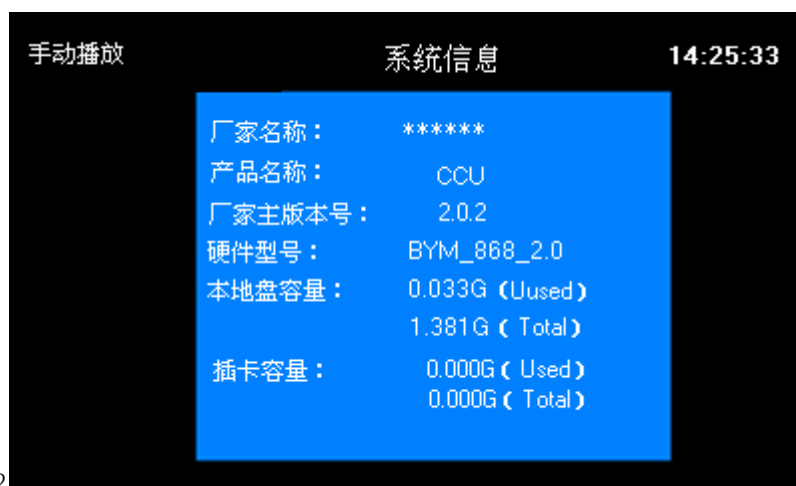 手动播放 系统信息 14:25:33
厂家名称： ******
产品名称： CCU
厂家主版本号： 2.0.2
硬件型号： BYM_868_2.0
本地盘容量： 0.033G (Uused)
1.381G ( Total)
插卡容量： 0.000G ( Used)
0.000G ( Total)